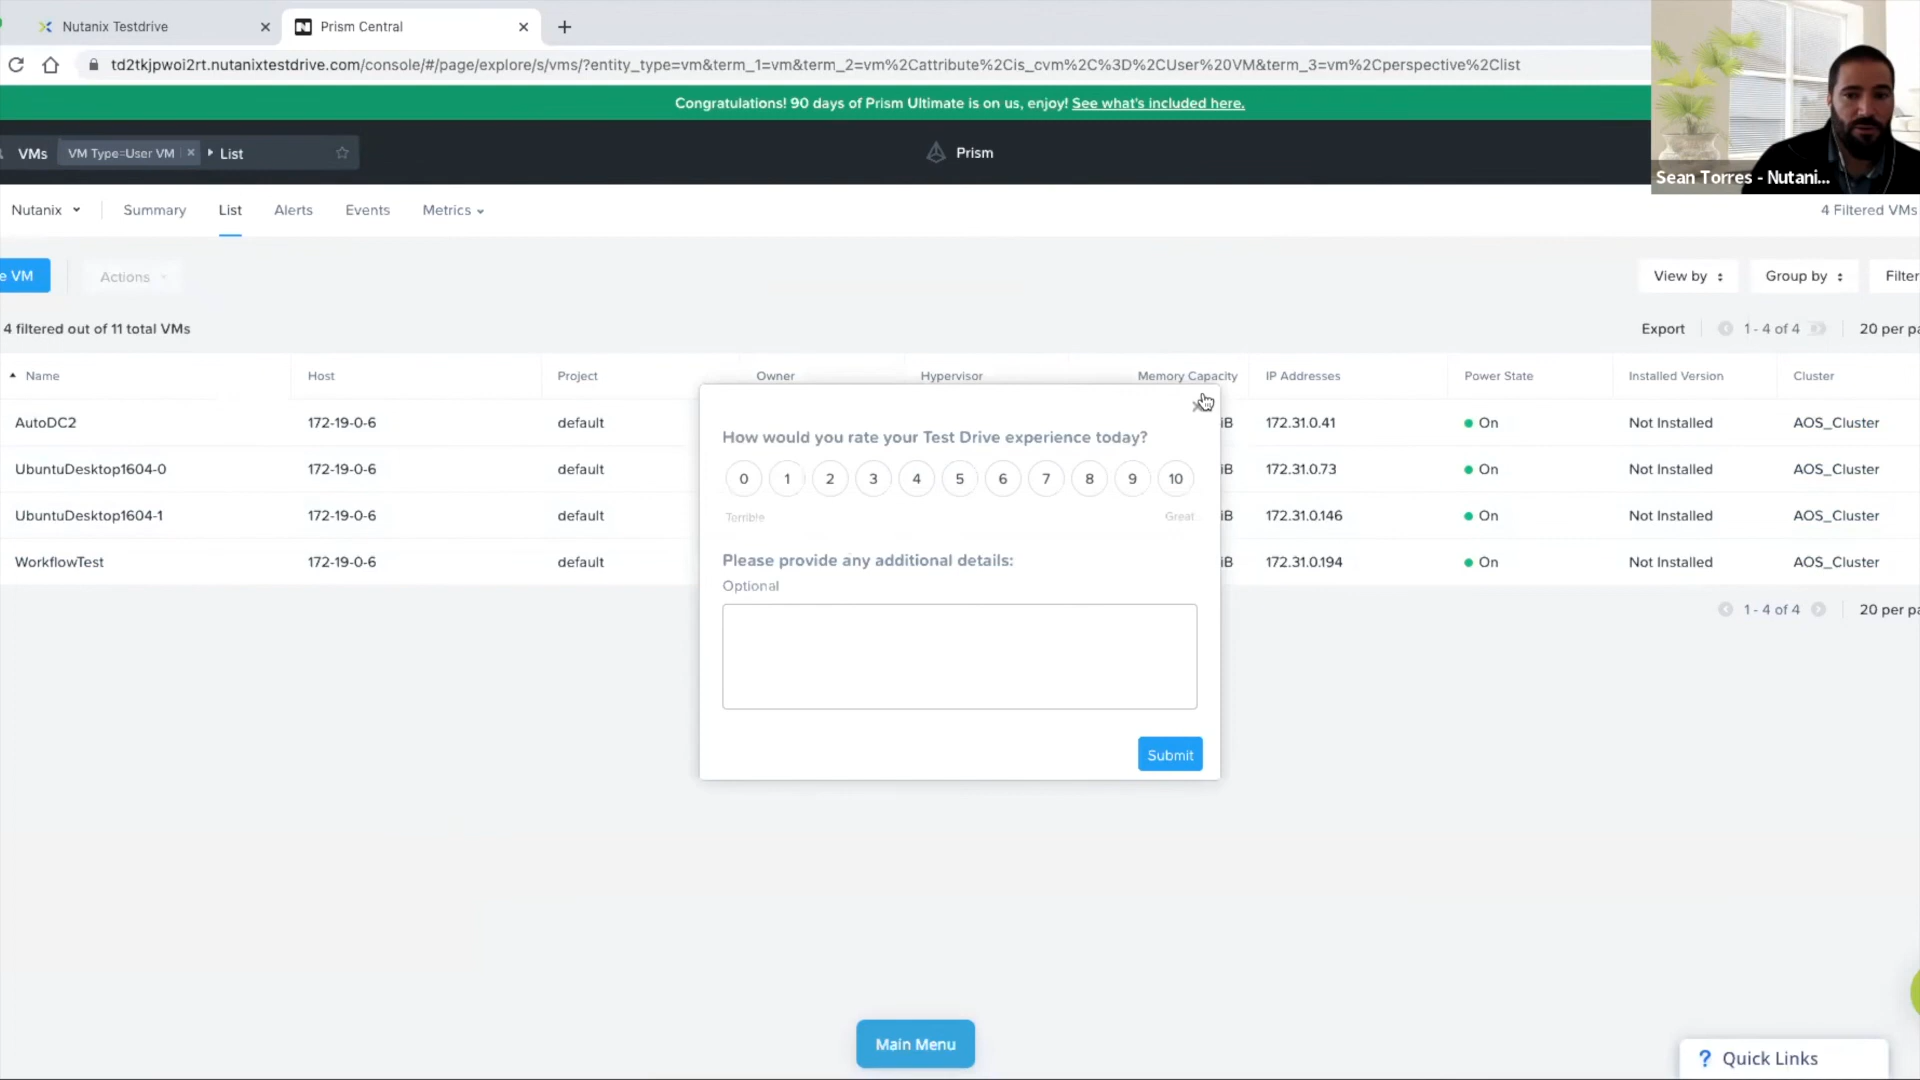 Nutanix Testdrive
Prism Central
td2tkjpwoi2rt.nutanixtestdrive.com/console/#/page/explore/s/vms/?entity_type=vm&term_1=vm&term_2=vm%2Cattribute%2Cis_cvm%2C%3D%2CUser%20VM&term_3=vm%2Cperspective%2Clist
Congratulations! 90 days of Prism Ultimate is on us, enjoy! See what's included here.
VMs VM Type=User VM List
Prism
Sean Torres - Nutani...
Nutanix Summary List Alerts Events Metrics 4 Filtered VMs
e VM Actions View by Group by Filter
4 filtered out of 11 total VMs Export 1 - 4 of 4 20 per pa
Name Host Project Owner Hypervisor Memory Capacity IP Addresses Power State Installed Version Cluster
AutoDC2 172-19-0-6 default iB 172.31.0.41 On Not Installed AOS_Cluster
UbuntuDesktop1604-0 172-19-0-6 default iB 172.31.0.73 On Not Installed AOS_Cluster
UbuntuDesktop1604-1 172-19-0-6 default iB 172.31.0.146 On Not Installed AOS_Cluster
WorkflowTest 172-19-0-6 default iB 172.31.0.194 On Not Installed AOS_Cluster
1 - 4 of 4 20 per pa
How would you rate your Test Drive experience today?
0 1 2 3 4 5 6 7 8 9 10
Terrible Great
Please provide any additional details:
Optional
Submit
Main Menu
? Quick Links